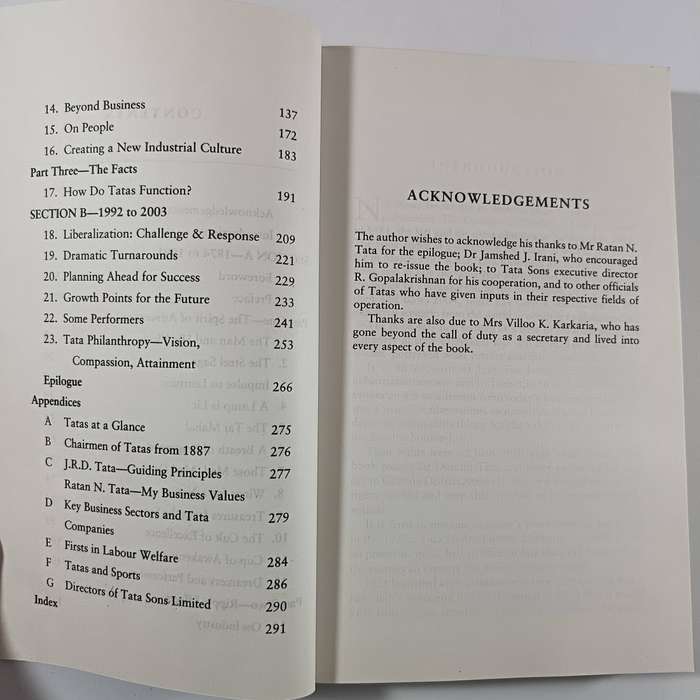 14. Beyond Business 137
15. On People 172
16. Creating a New Industrial Culture 183
Part Three—The Facts
17. How Do Tatas Function? 191
SECTION B—1992 to 2003
18. Liberalization: Challenge & Response 209
19. Dramatic Turnarounds 221
20. Planning Ahead for Success 229
21. Growth Points for the Future 233
22. Some Performers 241
23. Tata Philanthropy—Vision, 253
Compassion, Attainment
Epilogue 266
Appendices
A Tatas at a Glance 275
B Chairmen of Tatas from 1887 276
C J.R.D. Tata—Guiding Principles 277
Ratan N. Tata—My Business Values
D Key Business Sectors and Tata 279
Companies
E Firsts in Labour Welfare 284
F Tatas and Sports 286
G Directors of Tata Sons Limited 290
Index 291
ACKNOWLEDGEMENTS
The author wishes to acknowledge his thanks to Mr Ratan N.
Tata for the epilogue; Dr Jamshed J. Irani, who encouraged
him to re-issue the book; to Tata Sons executive director
R. Gopalakrishnan for his cooperation, and to other officials
of Tatas who have given inputs in their respective fields of
operation.
Thanks are also due to Mrs Villoo K. Karkaria, who has
gone beyond the call of duty as a secretary and lived into
every aspect of the book.